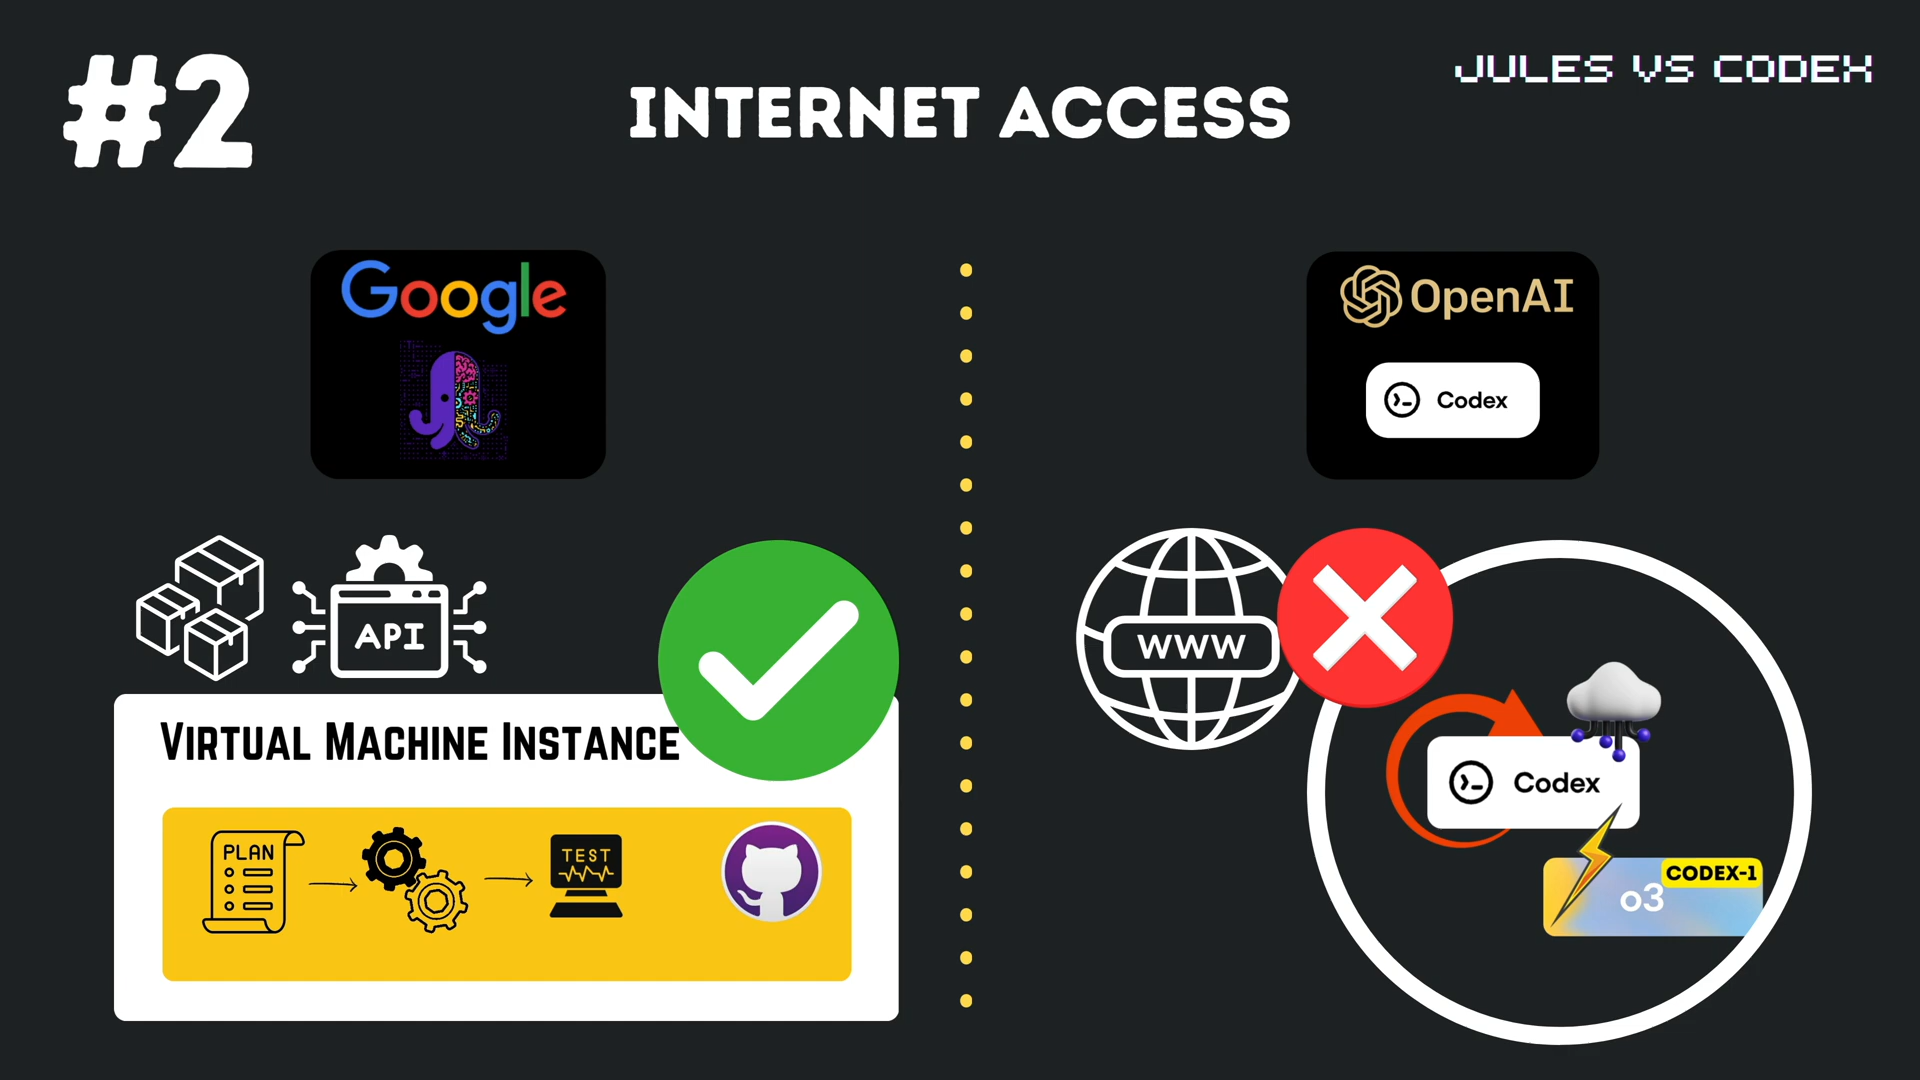 #2
INTERNET ACCESS
JULES VS CODEX
Google
OpenAI
Codex
API
VIRTUAL MACHINE INSTANCE
PLAN
TEST
WWW
Codex
CODEX-1
o3